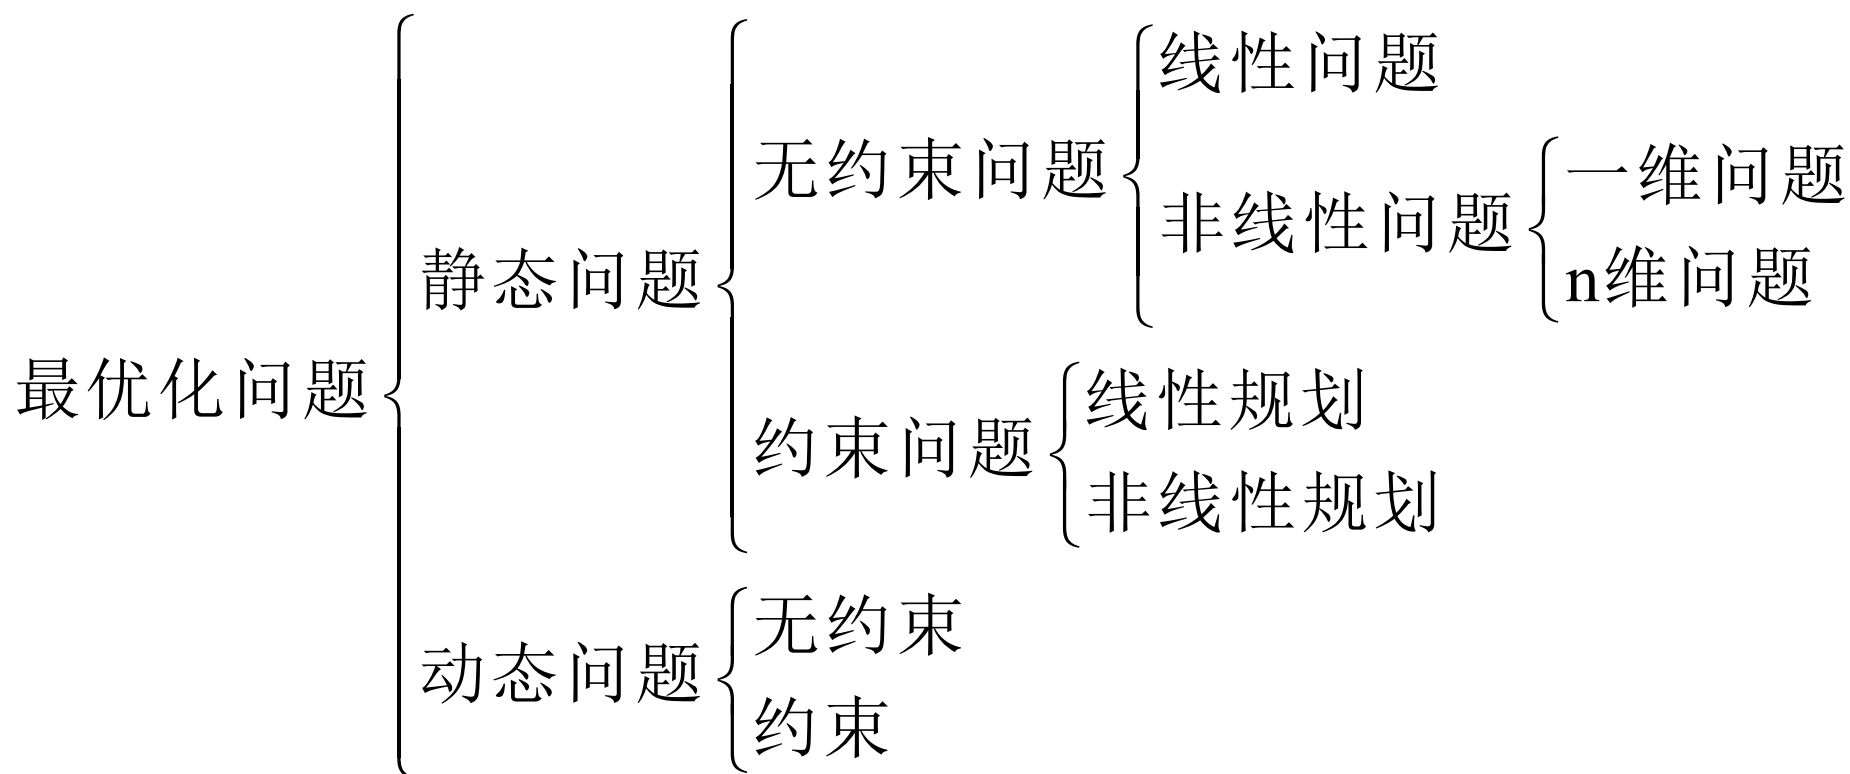 最优化问题
静态问题
无约束问题
线性问题
非线性问题
一维问题
n维问题
约束问题
线性规划
非线性规划
动态问题
无约束
约束